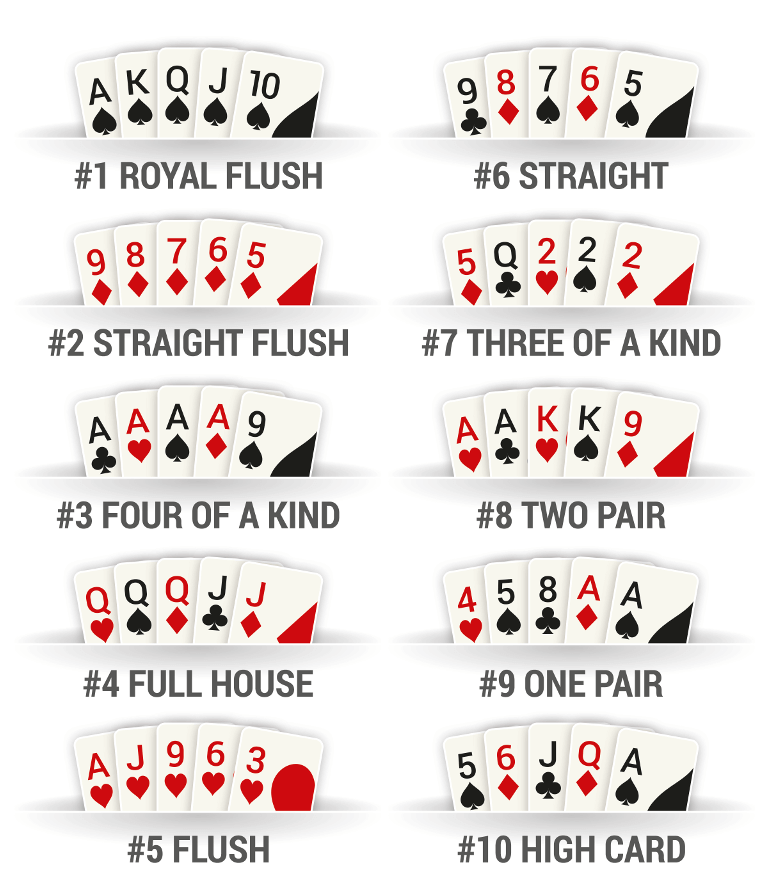 A K Q J 10
#1 ROYAL FLUSH
9 8 7 6 5
#2 STRAIGHT FLUSH
A A A A 9
#3 FOUR OF A KIND
Q Q Q J J
#4 FULL HOUSE
A J 9 6 3
#5 FLUSH
9 8 7 6 5
#6 STRAIGHT
5 Q 2 2 2
#7 THREE OF A KIND
A A K K 9
#8 TWO PAIR
4 5 8 A A
#9 ONE PAIR
5 6 J Q A
#10 HIGH CARD